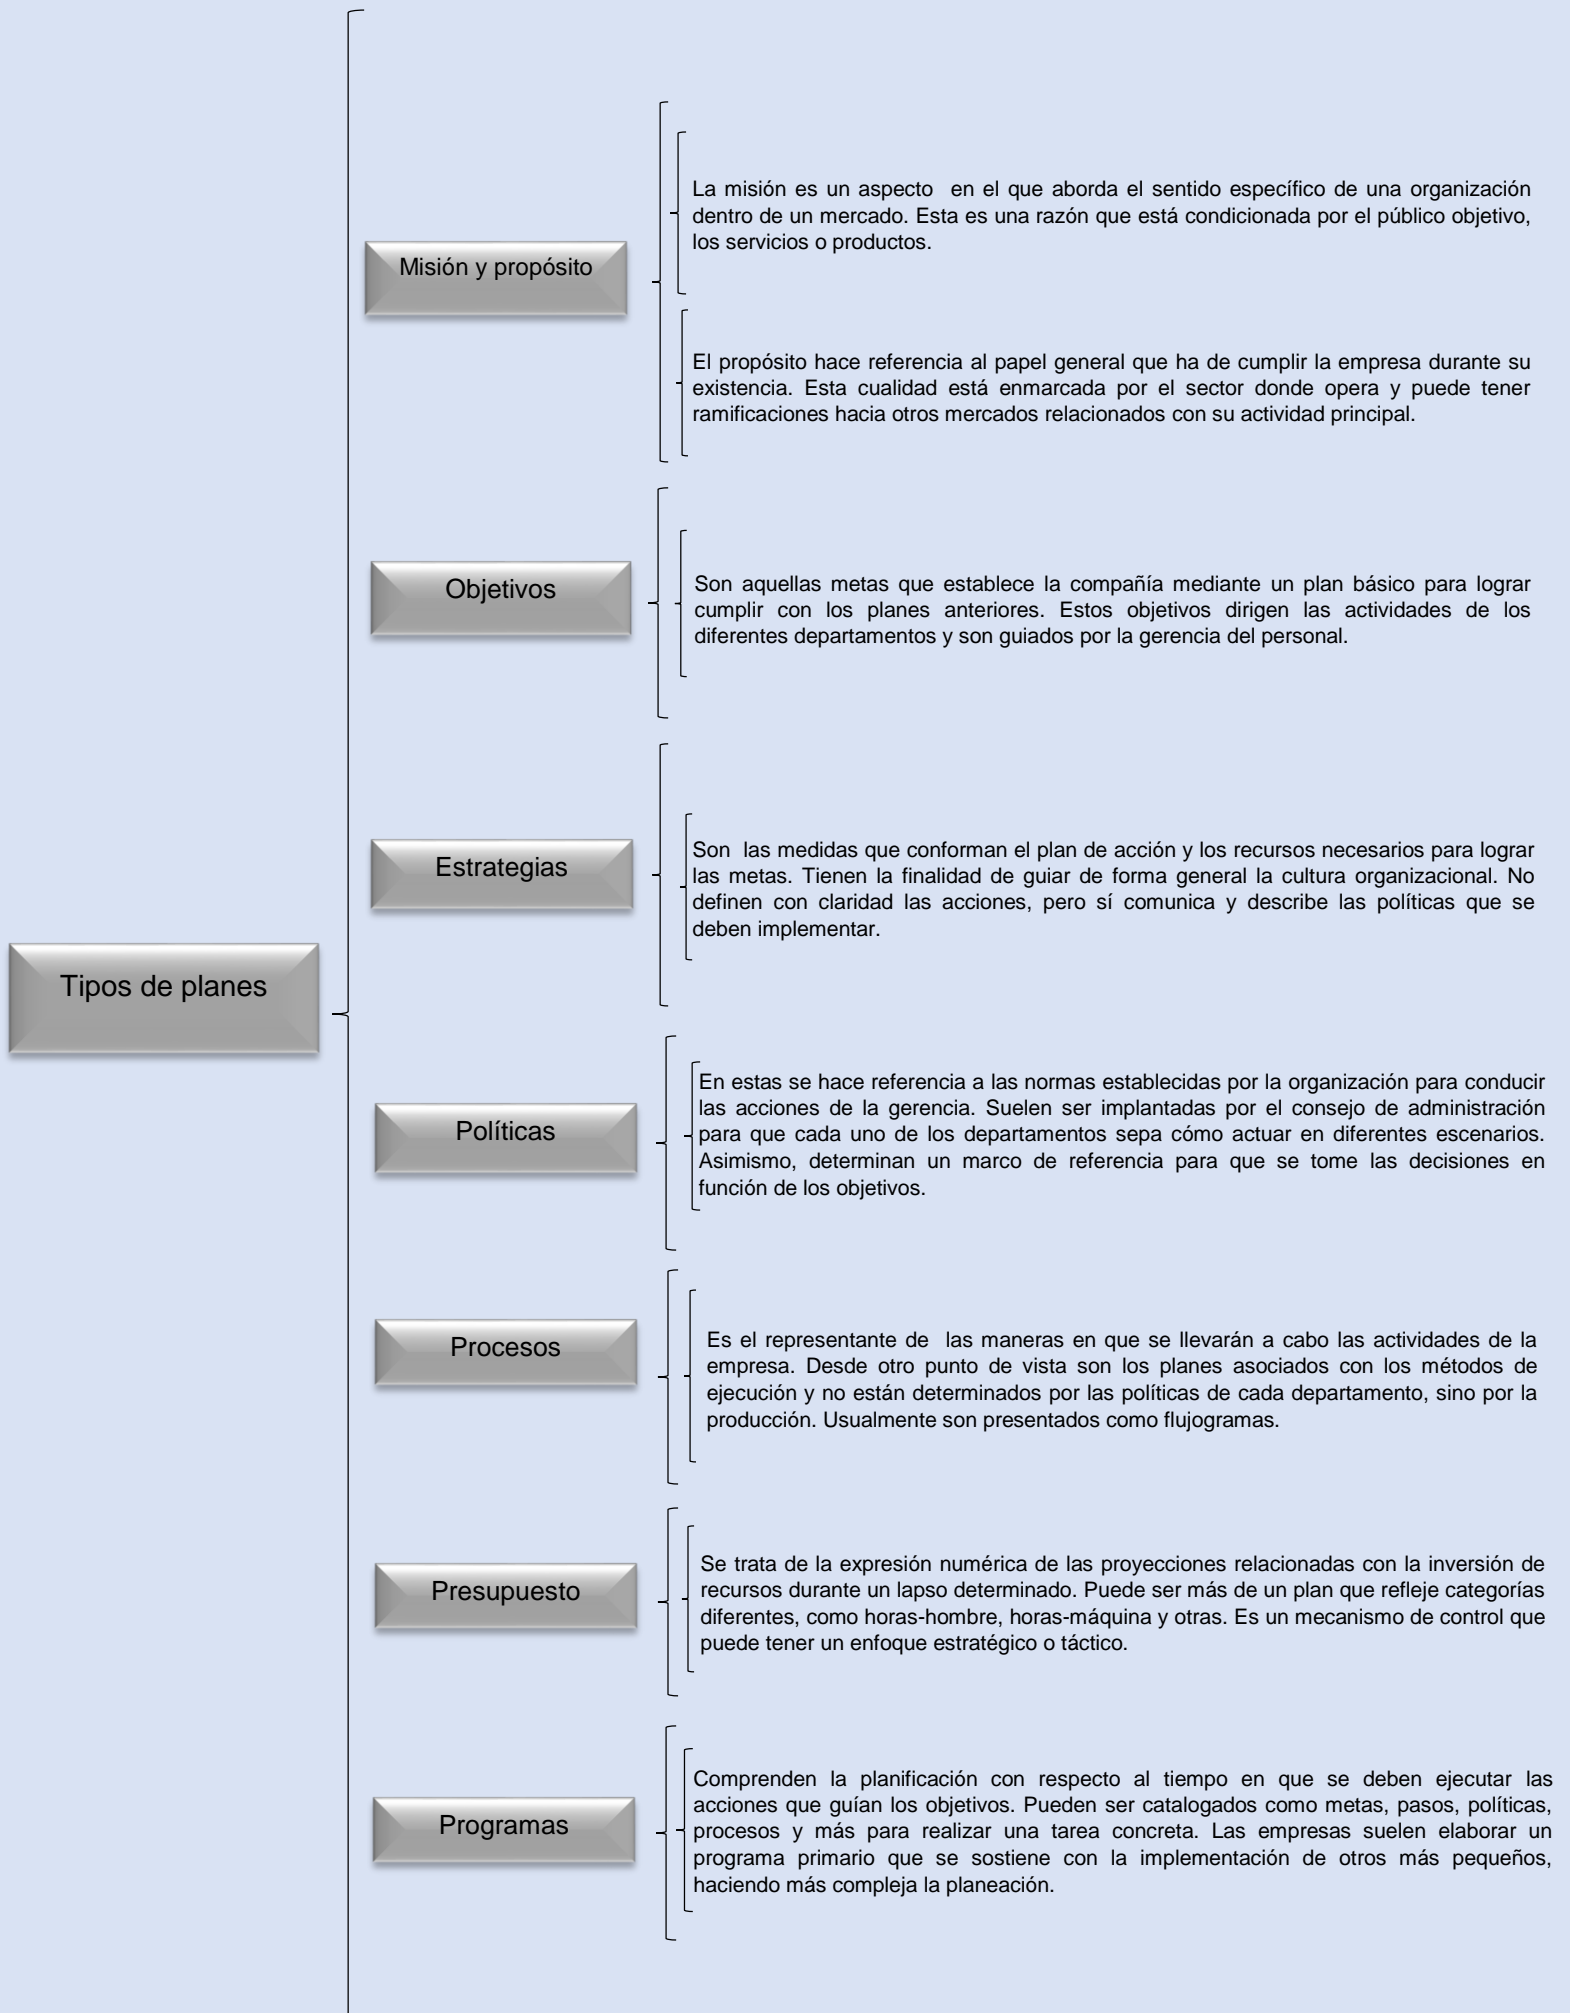 Tipos de planes
Misión y propósito
La misión es un aspecto en el que aborda el sentido específico de una organización
dentro de un mercado. Esta es una razón que está condicionada por el público objetivo,
los servicios o productos.
El propósito hace referencia al papel general que ha de cumplir la empresa durante su
existencia. Esta cualidad está enmarcada por el sector donde opera y puede tener
ramificaciones hacia otros mercados relacionados con su actividad principal.
Objetivos
Son aquellas metas que establece la compañía mediante un plan básico para lograr
cumplir con los planes anteriores. Estos objetivos dirigen las actividades de los
diferentes departamentos y son guiados por la gerencia del personal.
Estrategias
Son las medidas que conforman el plan de acción y los recursos necesarios para lograr
las metas. Tienen la finalidad de guiar de forma general la cultura organizacional. No
definen con claridad las acciones, pero sí comunica y describe las políticas que se
deben implementar.
Políticas
En estas se hace referencia a las normas establecidas por la organización para conducir
las acciones de la gerencia. Suelen ser implantadas por el consejo de administración
para que cada uno de los departamentos sepa cómo actuar en diferentes escenarios.
Asimismo, determinan un marco de referencia para que se tome las decisiones en
función de los objetivos.
Procesos
Es el representante de las maneras en que se llevarán a cabo las actividades de la
empresa. Desde otro punto de vista son los planes asociados con los métodos de
ejecución y no están determinados por las políticas de cada departamento, sino por la
producción. Usualmente son presentados como flujogramas.
Presupuesto
Se trata de la expresión numérica de las proyecciones relacionadas con la inversión de
recursos durante un lapso determinado. Puede ser más de un plan que refleje categorías
diferentes, como horas-hombre, horas-máquina y otras. Es un mecanismo de control que
puede tener un enfoque estratégico o táctico.
Programas
Comprenden la planificación con respecto al tiempo en que se deben ejecutar las
acciones que guían los objetivos. Pueden ser catalogados como metas, pasos, políticas,
procesos y más para realizar una tarea concreta. Las empresas suelen elaborar un
programa primario que se sostiene con la implementación de otros más pequeños,
haciendo más compleja la planeación.